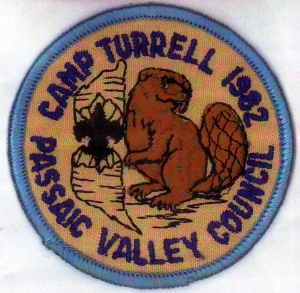 CAMP TURRELL 1982
PASSAIC VALLEY COUNCIL